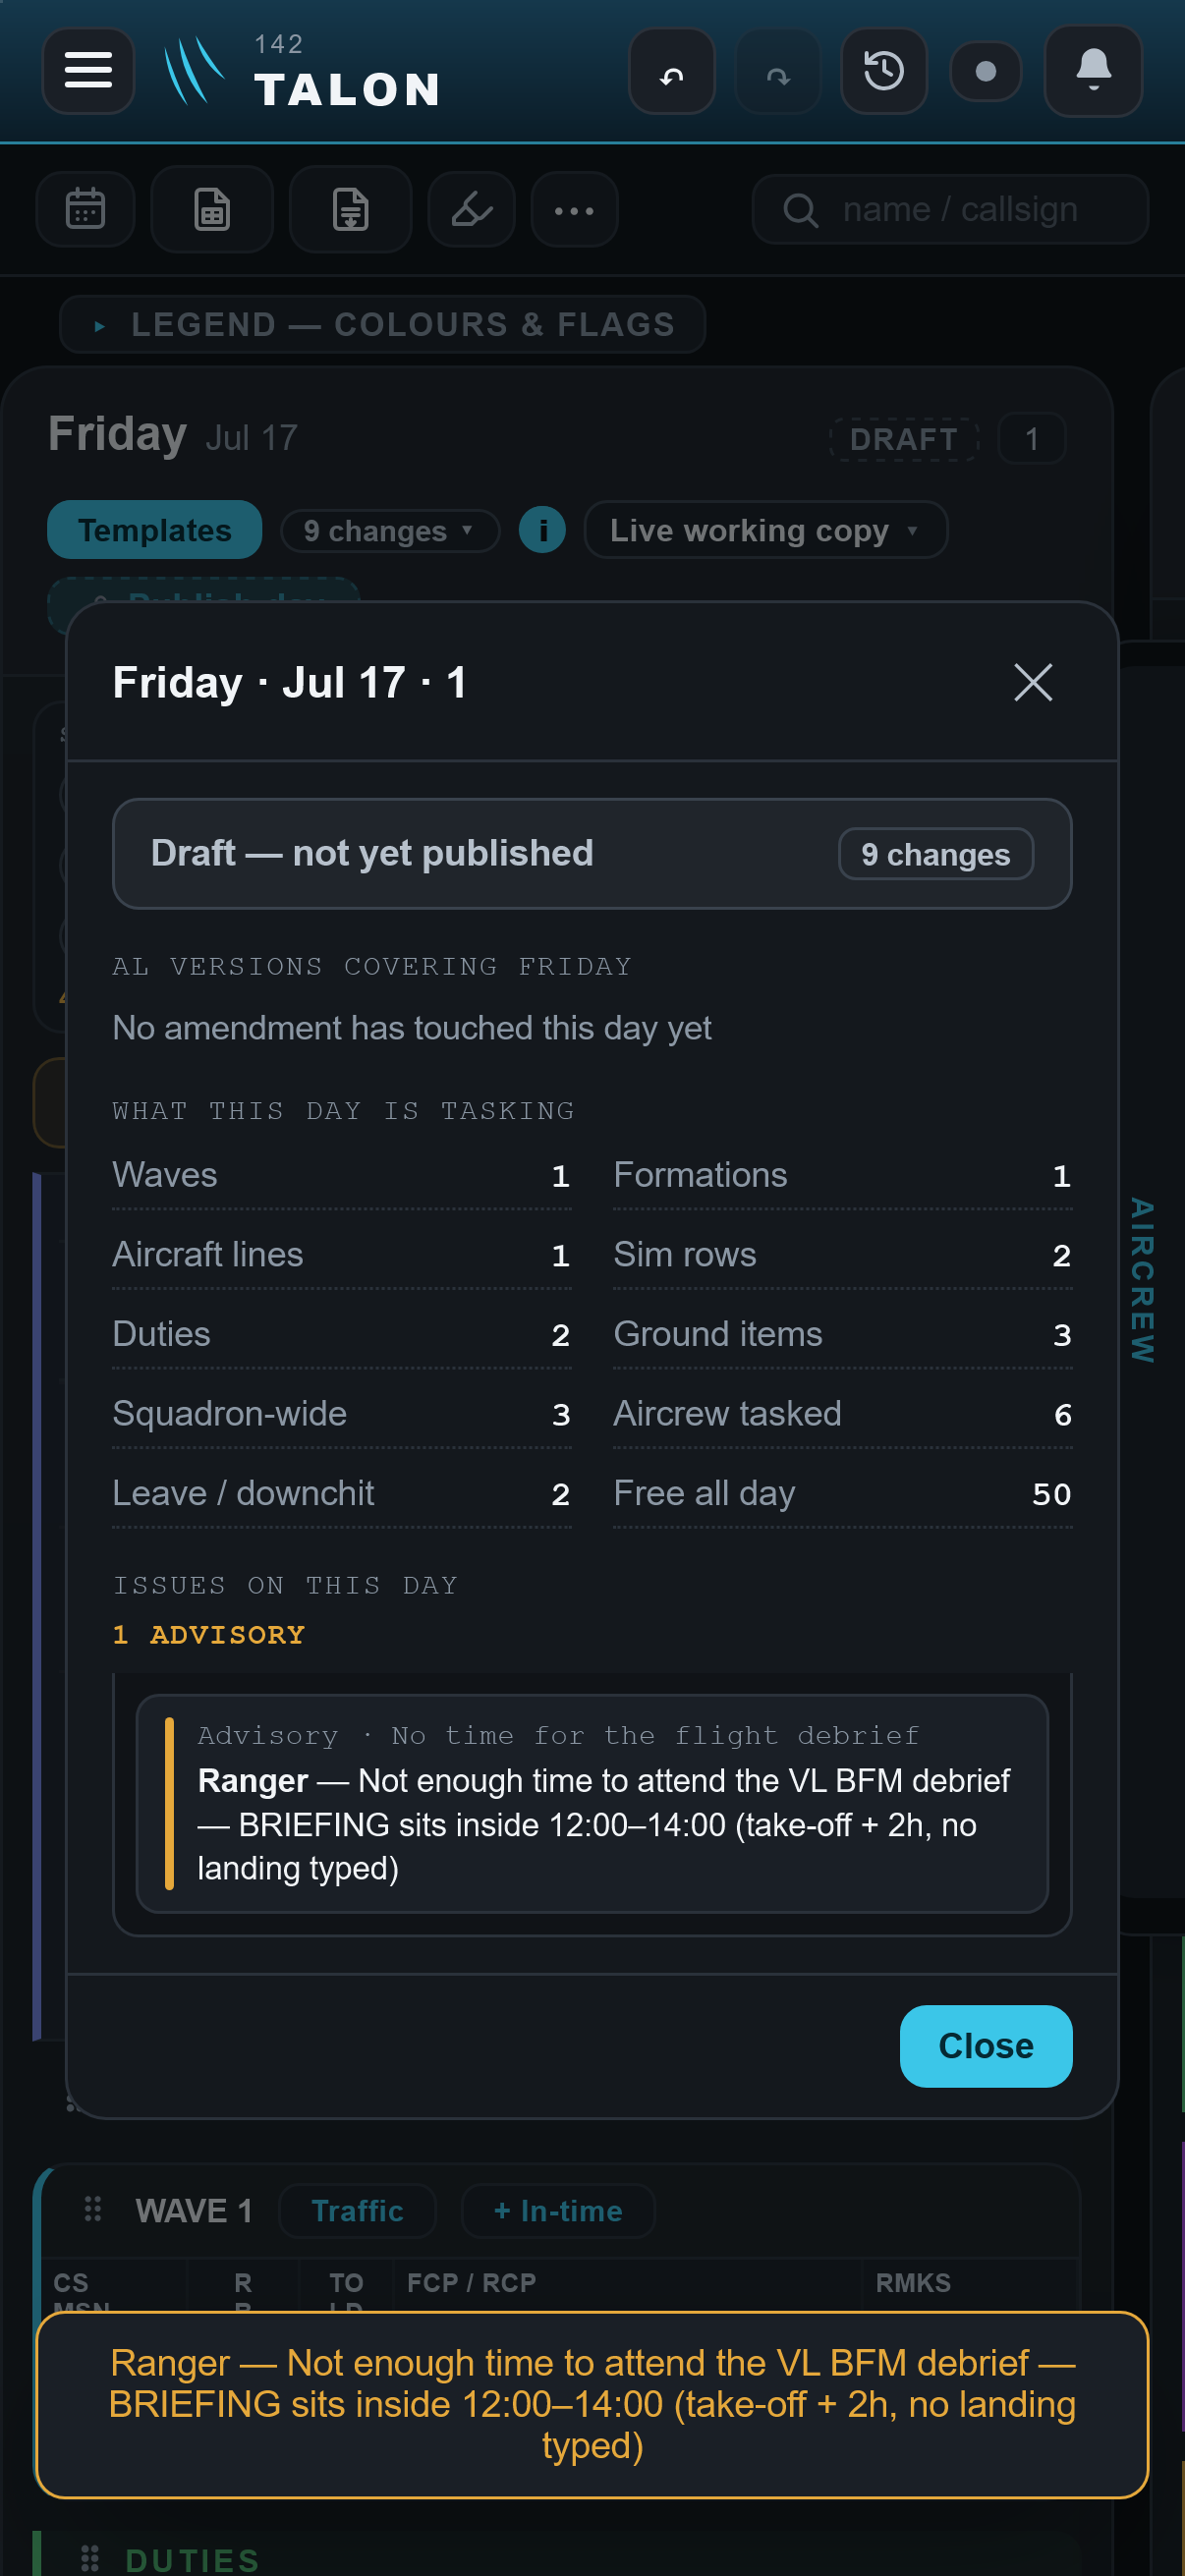 142
TALON
name / callsign
LEGEND — COLOURS & FLAGS
Friday Jul 17
DRAFT 1
Templates 9 changes i Live working copy
Publish day
Friday · Jul 17 · 1
Draft — not yet published 9 changes
AL VERSIONS COVERING FRIDAY
No amendment has touched this day yet
WHAT THIS DAY IS TASKING
Waves 1 Formations 1
Aircraft lines 1 Sim rows 2
Duties 2 Ground items 3
Squadron-wide 3 Aircrew tasked 6
Leave / downchit 2 Free all day 50
AIRCREW
ISSUES ON THIS DAY
1 ADVISORY
Advisory · No time for the flight debrief
Ranger — Not enough time to attend the VL BFM debrief
— BRIEFING sits inside 12:00–14:00 (take-off + 2h, no
landing typed)
Close
WAVE 1 Traffic + In-time
CS R TO FCP / RCP RMKS
MSN B LD
Ranger — Not enough time to attend the VL BFM debrief —
BRIEFING sits inside 12:00–14:00 (take-off + 2h, no landing
typed)
DUTIES